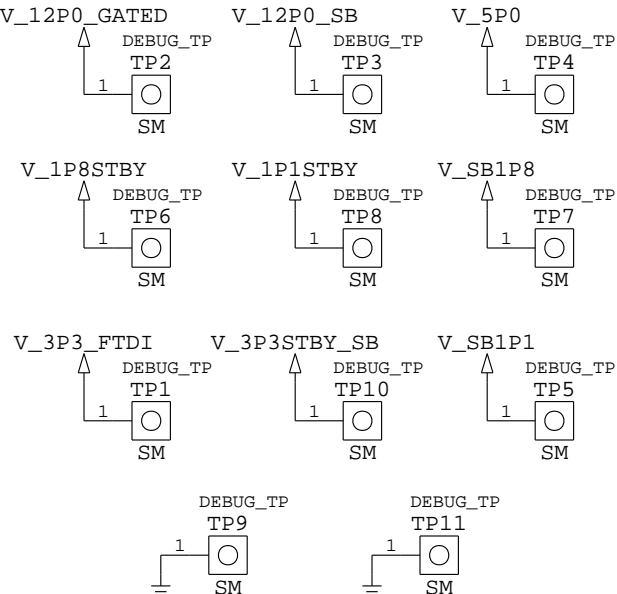 V_12P0_GATED V_12P0_SB V_5P0
DEBUG_TP DEBUG_TP DEBUG_TP
TP2 TP3 TP4
1 1 1
SM SM SM
V_1P8STBY V_1P1STBY V_SB1P8
DEBUG_TP DEBUG_TP DEBUG_TP
TP6 TP8 TP7
1 1 1
SM SM SM
V_3P3_FTDI V_3P3STBY_SB V_SB1P1
DEBUG_TP DEBUG_TP DEBUG_TP
TP1 TP10 TP5
1 1 1
SM SM SM
DEBUG_TP DEBUG_TP
TP9 TP11
1 1
SM SM